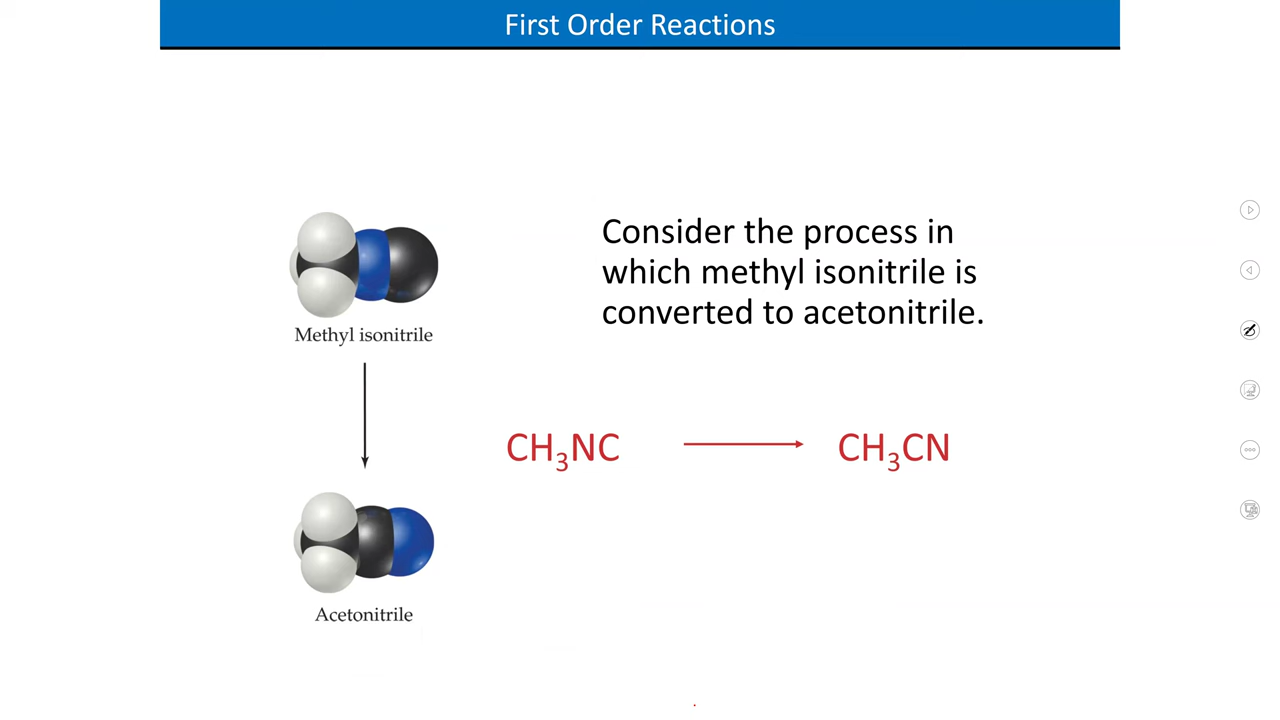 First Order Reactions
Consider the process in
which methyl isonitrile is
converted to acetonitrile.
Methyl isonitrile
CH₃NC
CH₃CN
Acetonitrile